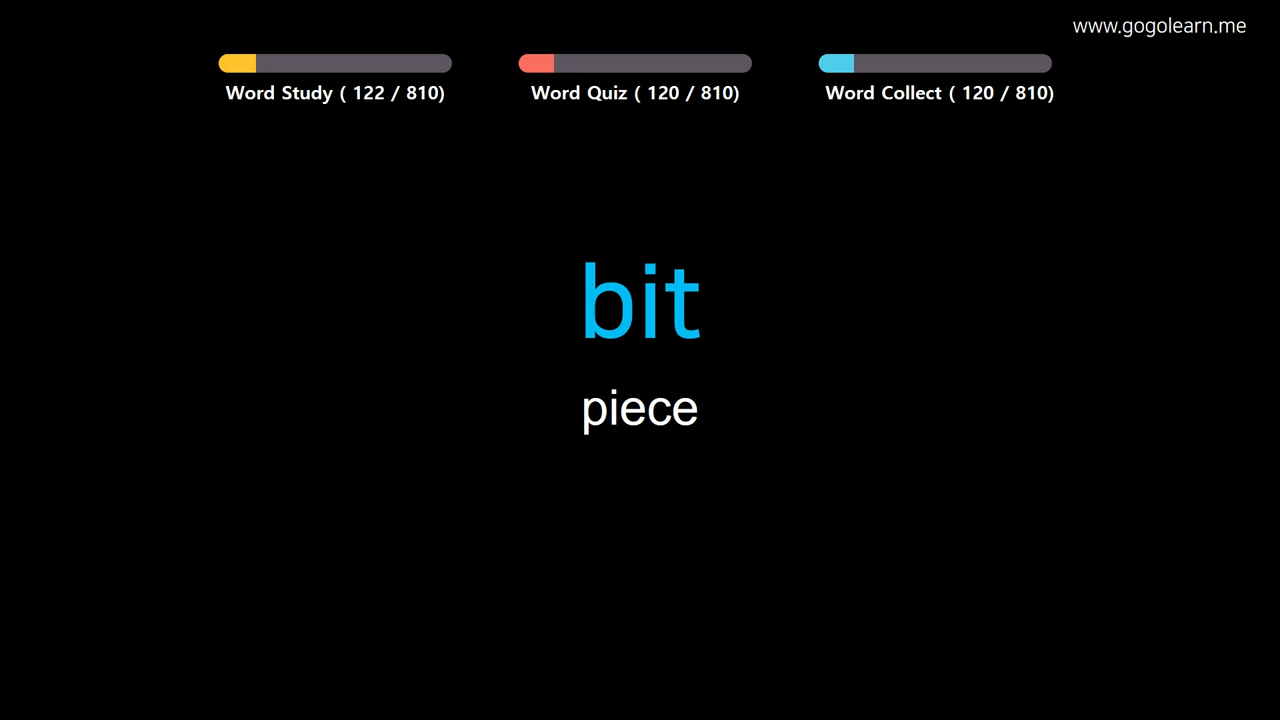 www.gogolearn.me
Word Study ( 122 / 810)
Word Quiz ( 120 / 810)
Word Collect ( 120 / 810)
bit
piece